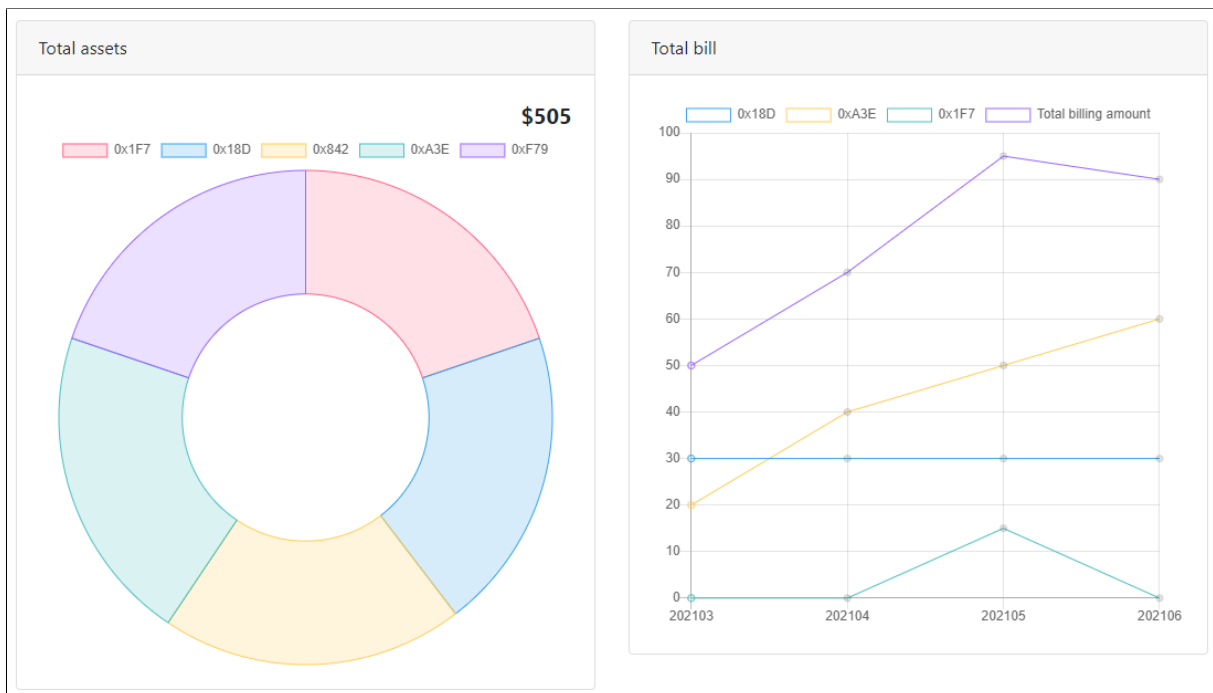 Total assets
$505
0x1F7 0x18D 0x842 0xA3E 0xF79
Total bill
0x18D 0xA3E 0x1F7 Total billing amount
100
90
80
70
60
50
40
30
20
10
0
202103 202104 202105 202106